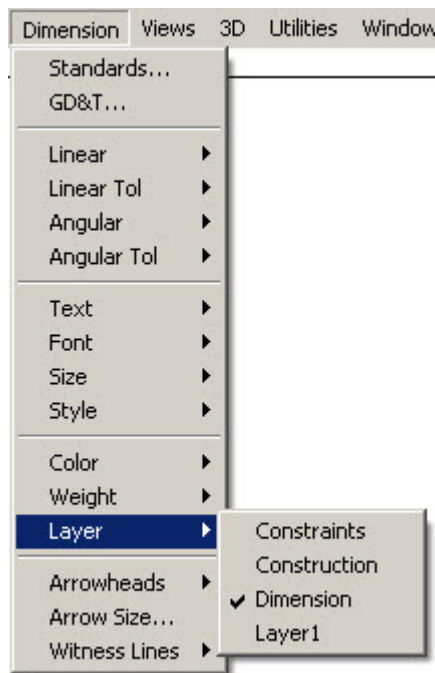 Dimension Views 3D Utilities Window
Standards...
GD&T...
Linear
Linear Tol
Angular
Angular Tol
Text
Font
Size
Style
Color
Weight
Layer
Constraints
Construction
Dimension
Layer1
Arrowheads
Arrow Size...
Witness Lines